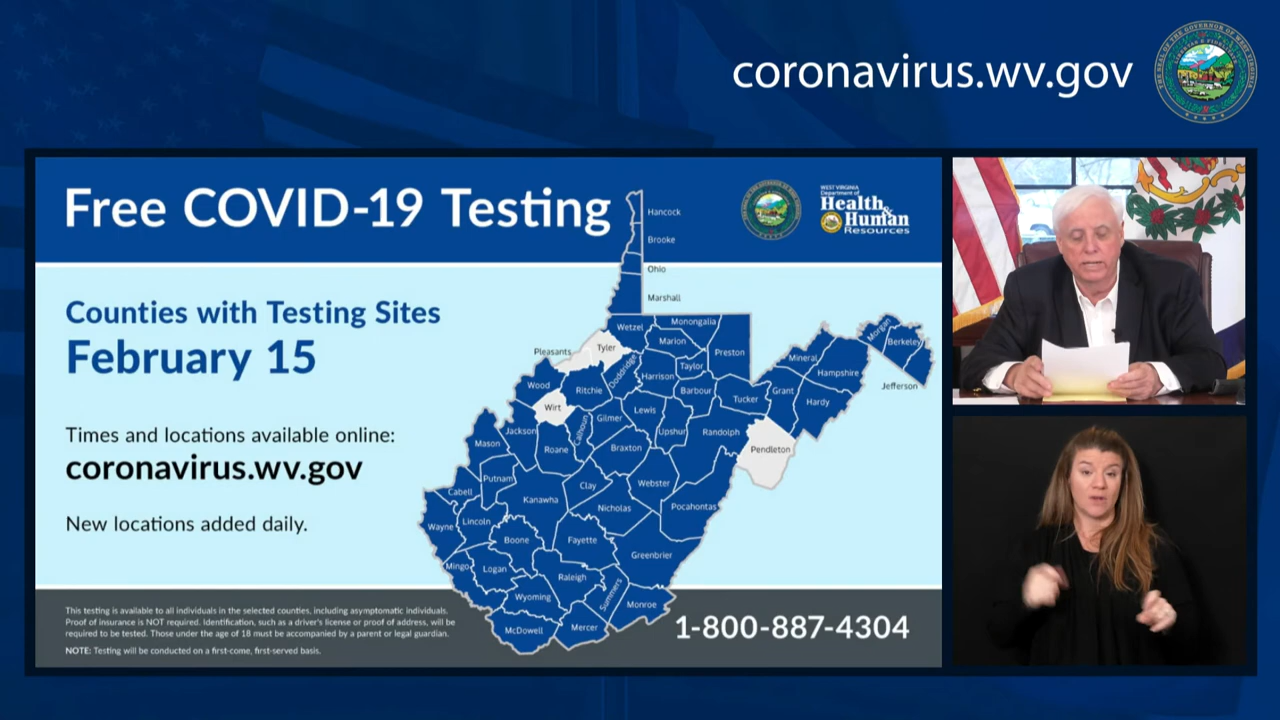 coronavirus.wv.gov
Free COVID-19 Testing
WEST VIRGINIA
Department of
Health &
Human
Resources
Counties with Testing Sites
February 15
Times and locations available online:
coronavirus.wv.gov
New locations added daily.
Hancock
Brooke
Ohio
Marshall
Wetzel
Monongalia
Marion
Preston
Pleasants
Tyler
Doddridge
Harrison
Taylor
Mineral
Morgan
Berkeley
Hampshire
Jefferson
Wood
Ritchie
Barbour
Tucker
Grant
Hardy
Wirt
Calhoun
Gilmer
Lewis
Upshur
Randolph
Pendleton
Mason
Jackson
Roane
Braxton
Putnam
Cabell
Kanawha
Clay
Webster
Nicholas
Pocahontas
Wayne
Lincoln
Boone
Fayette
Greenbrier
Mingo
Logan
Raleigh
Wyoming
Summers
Monroe
McDowell
Mercer
This testing is available to all individuals in the selected counties, including asymptomatic individuals.
Proof of insurance is NOT required. Identification, such as a driver's license or proof of address, will be
required to be tested. Those under the age of 18 must be accompanied by a parent or legal guardian.
NOTE: Testing will be conducted on a first-come, first-served basis.
1-800-887-4304